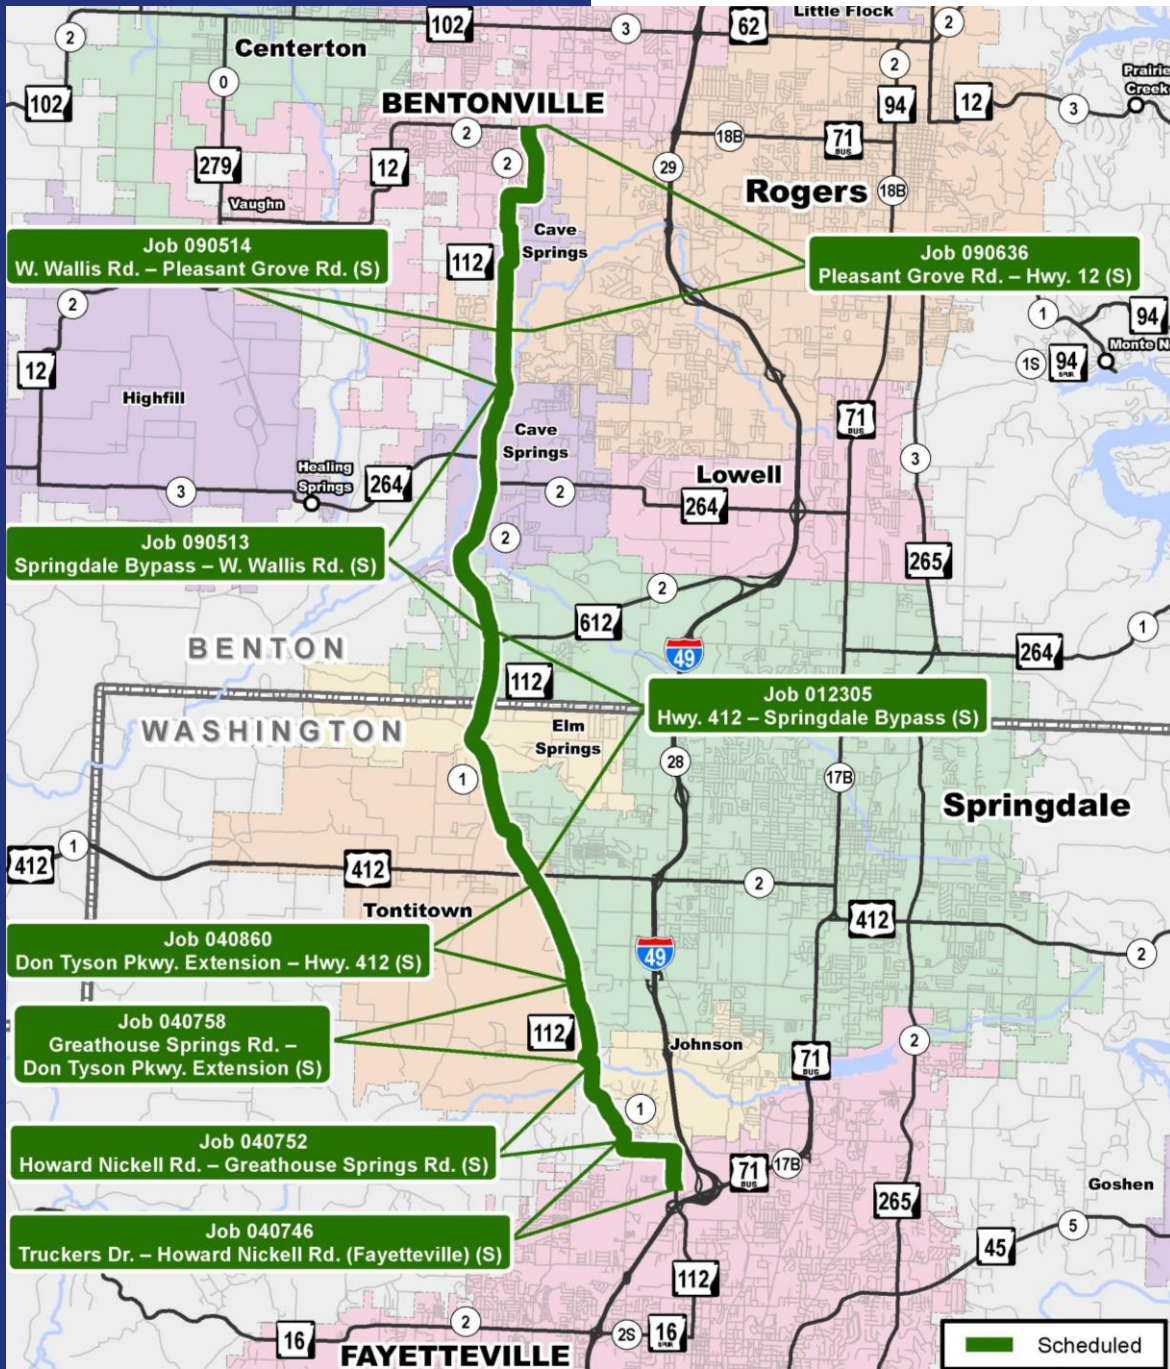 Little Flock
102
3
62
2
2
Centerton
2
Prairie
Creek
0
102
BENTONVILLE
94
12
3
2
18B
71
BUS
2
29
279
12
Rogers
18B
Vaughn
Cave
Springs
Job 090514
W. Wallis Rd. – Pleasant Grove Rd. (S)
112
Job 090636
Pleasant Grove Rd. – Hwy. 12 (S)
2
1
94
12
1S
94
SPUR
Monte N
Highfill
71
BUS
Cave
Springs
Healing
Springs
3
264
Lowell
3
2
264
2
Job 090513
Springdale Bypass – W. Wallis Rd. (S)
265
2
612
1
BENTON
49
264
112
Job 012305
Hwy. 412 – Springdale Bypass (S)
WASHINGTON
Elm
Springs
1
28
17B
Springdale
1
412
412
2
Tontitown
412
Job 040860
Don Tyson Pkwy. Extension – Hwy. 412 (S)
49
2
Job 040758
Greathouse Springs Rd. –
Don Tyson Pkwy. Extension (S)
112
Johnson
2
71
BUS
1
Job 040752
Howard Nickell Rd. – Greathouse Springs Rd. (S)
71
BUS
17B
Goshen
265
Job 040746
Truckers Dr. – Howard Nickell Rd. (Fayetteville) (S)
5
45
112
2
16
2S
16
SPUR
FAYETTEVILLE
Scheduled